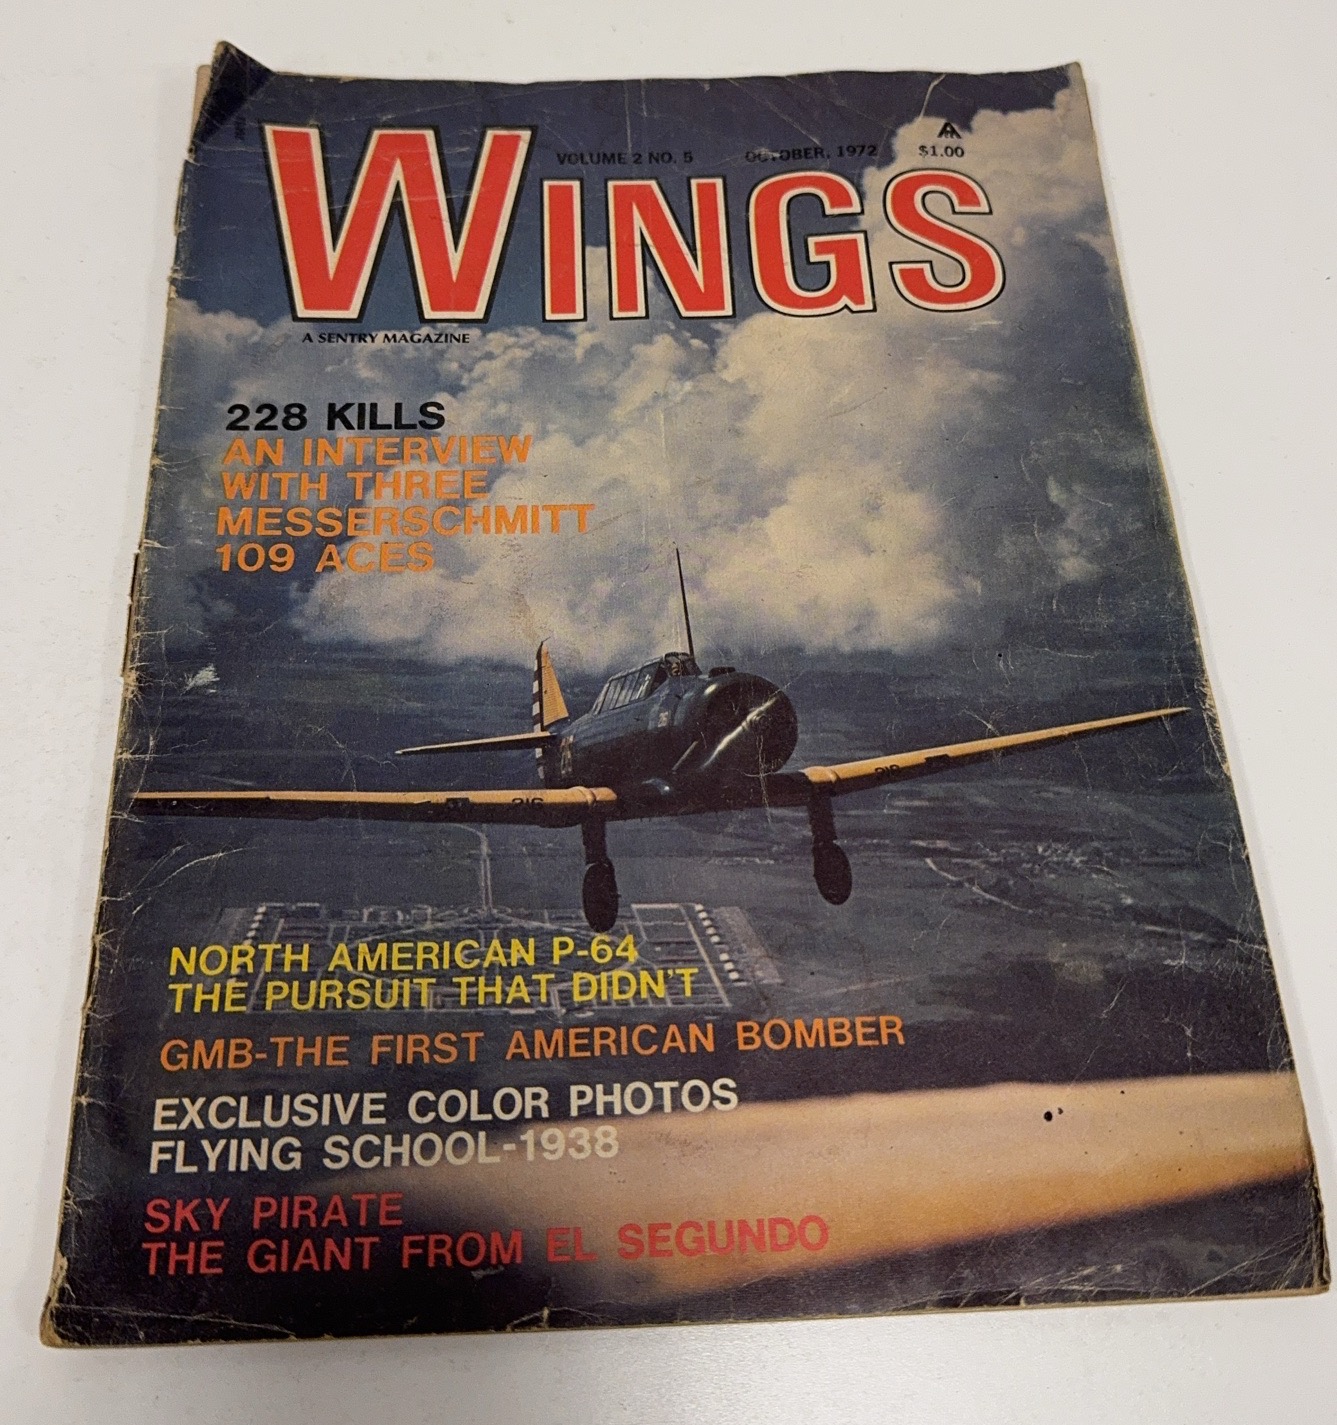 VOLUME 2 NO. 5 OCTOBER, 1972 $1.00
WINGS
A SENTRY MAGAZINE
228 KILLS
AN INTERVIEW
WITH THREE
MESSERSCHMITT
109 ACES
216
216
NORTH AMERICAN P-64
THE PURSUIT THAT DIDN'T
GMB-THE FIRST AMERICAN BOMBER
EXCLUSIVE COLOR PHOTOS
FLYING SCHOOL-1938
SKY PIRATE
THE GIANT FROM EL SEGUNDO